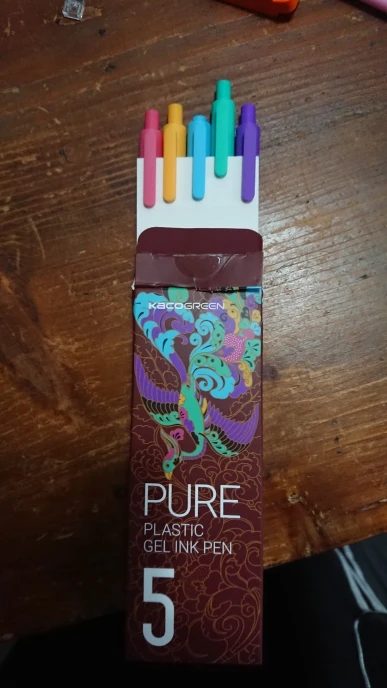 KACOGREEN
PURE
PLASTIC
GEL INK PEN
5